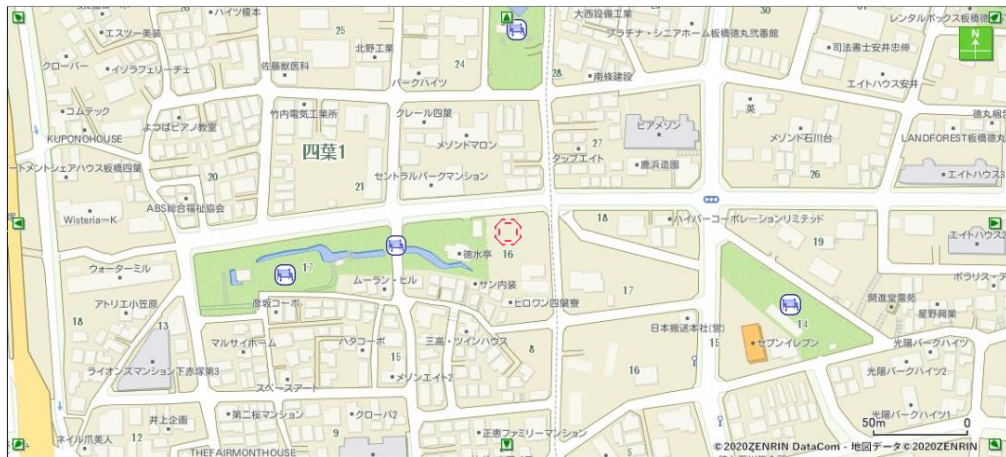 ハイツ榎本
25
大西設備工業
30
レンタルボックス板橋徳
エスツー美装
北野工業
プラチナ・シニアホーム板橋徳丸弐番館
司法書士安井忠伸
N
クローバー
イソラフェリーチェ
佐藤獣医科
24
パークハイツ
28
南條建設
エイトハウス安井
コムテック
竹内電気工業所
クレール四葉
英
徳丸梱包
KUPONOHOUSE
よつばピアノ教室
四葉1
メゾンドマロン
ピアメゾン
27
メゾンド石川台
LANDFOREST板橋徳丸
ートメントシェアハウス板橋四葉
20
タップエイト
鹿浜造園
26
エイトハウス3
21
セントラルパークマンション
Wisteria-K
ABS総合福祉協会
18
ハイパーコーポレーションリミテッド
19
エイトハウス2
ウォーターミル
17
徳水亭
16
ムーラン・ヒル
サン内装
ポラリス・ア
アトリエ小笠原
彦坂コーポ
ヒロワン四葉寮
17
開進堂霊苑
星野興業
18
13
マルサイホーム
ハタコーポ
三高・ツインハウス
日本搬送本社(営)
14
15
8
15
セブンイレブン
光陽パークハイツ
ライオンズマンション下赤塚第3
スペースアート
メゾンエイト2
16
光陽パークハイツ2
井上企画
第二桜マンション
クローバ2
光陽パークハイツ1
50m
0
ネイル爪美人
12
9
正恵ファミリーマンション
THEFAIRMONTHOUSE
©2020ZENRIN DataCom - 地図データ©2020ZENRIN